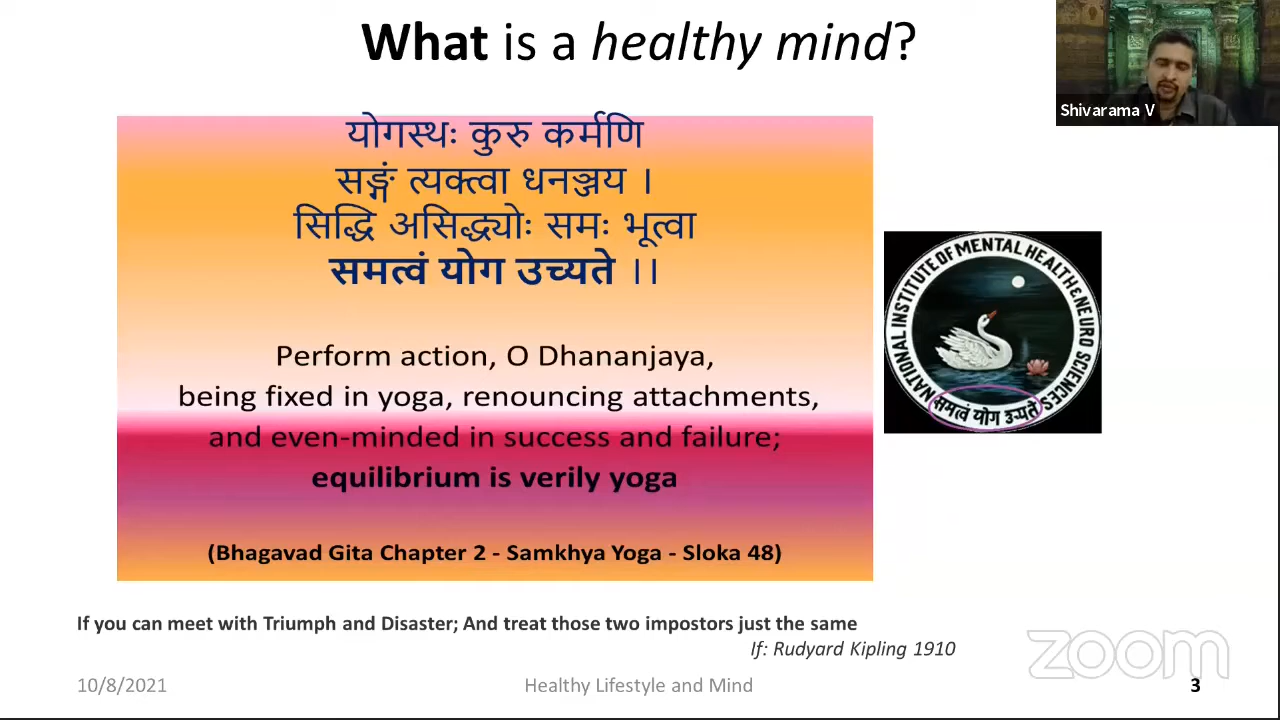 What is a healthy mind?
Shivarama V
योगस्थः कुरु कर्मणि
सङ्गं त्यक्त्वा धनञ्जय ।
सिद्धि असिद्ध्योः समः भूत्वा
समत्वं योग उच्यते ।।
Perform action, O Dhananjaya,
being fixed in yoga, renouncing attachments,
and even-minded in success and failure;
equilibrium is verily yoga
(Bhagavad Gita Chapter 2 - Samkhya Yoga - Sloka 48)
NATIONAL INSTITUTE OF MENTAL HEALTH & NEURO SCIENCES
समत्वं योग उच्यते
If you can meet with Triumph and Disaster; And treat those two impostors just the same
If: Rudyard Kipling 1910
zoom
10/8/2021
Healthy Lifestyle and Mind
3